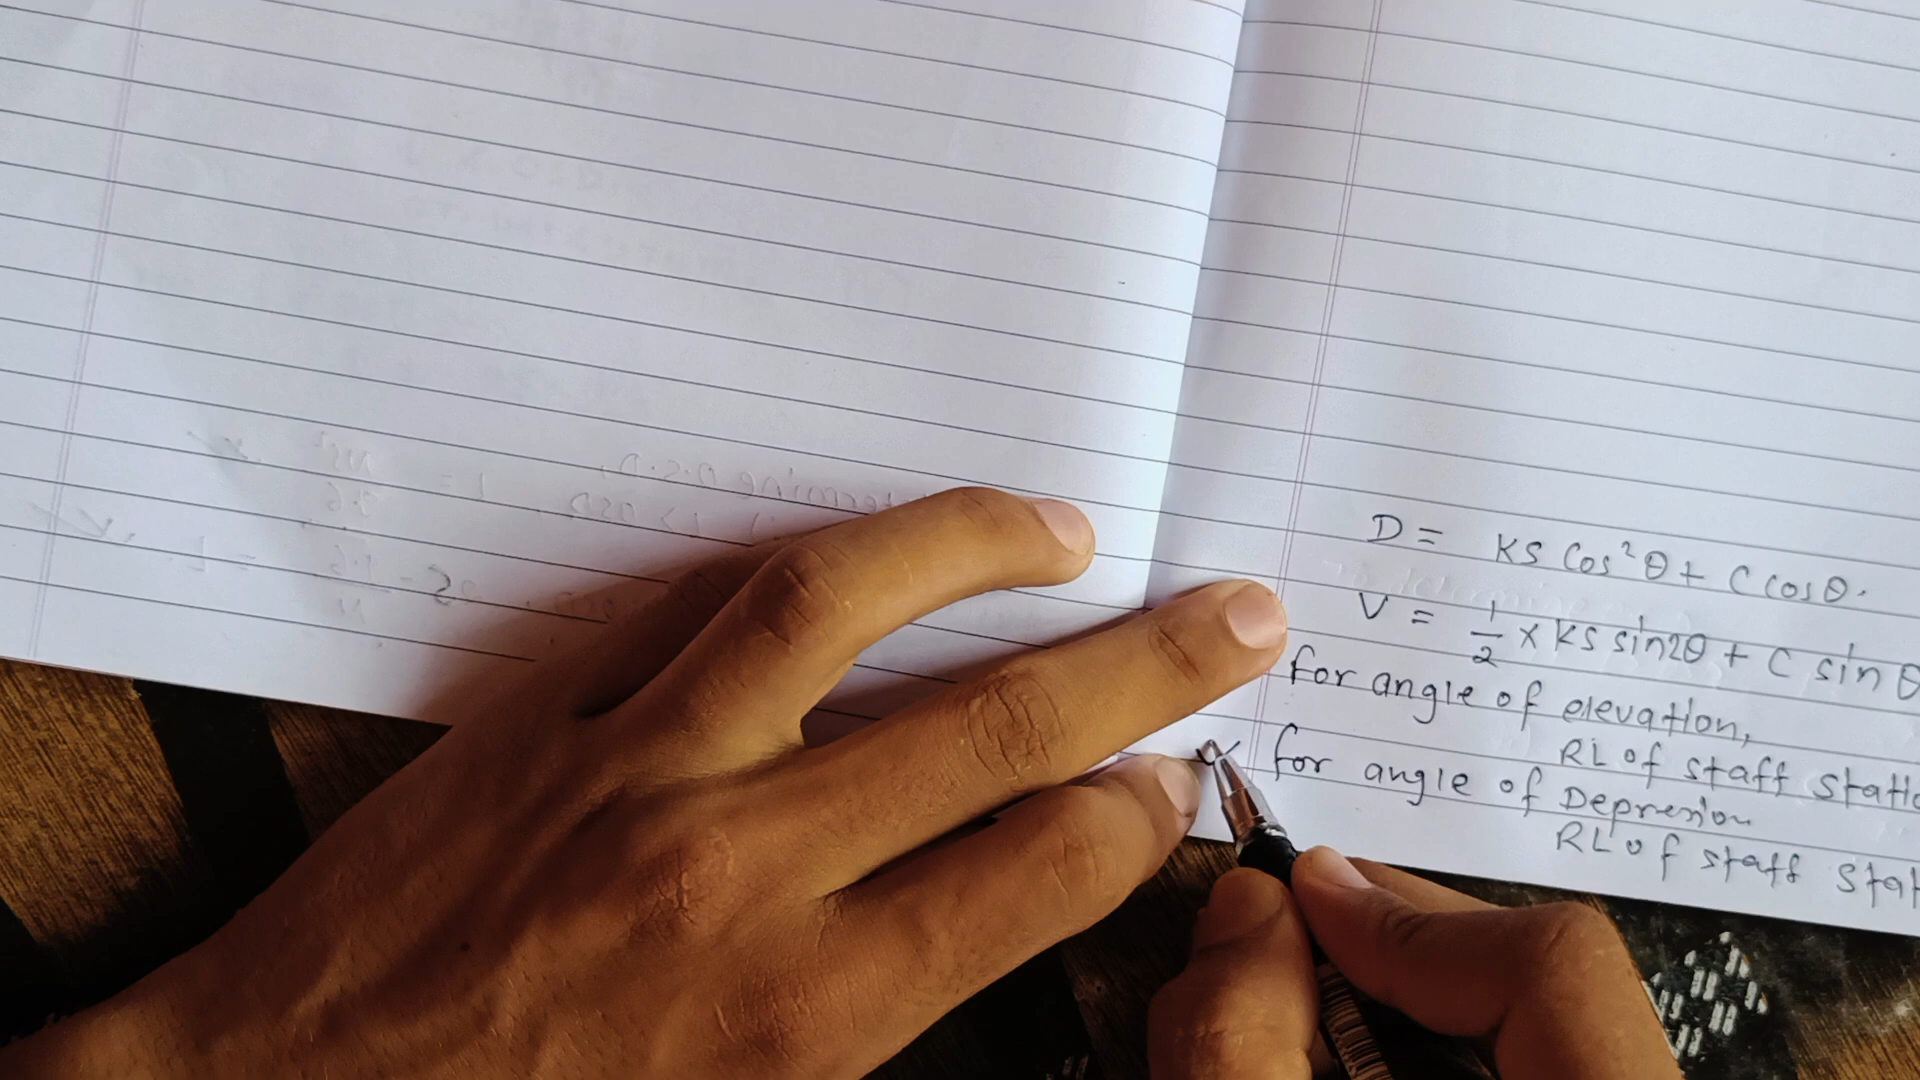 D = KS Cos²θ + C cosθ.
V = 1/2 × KS sin2θ + C sin θ
for angle of elevation,
RL of staff
for angle of Depresion
RL of staff